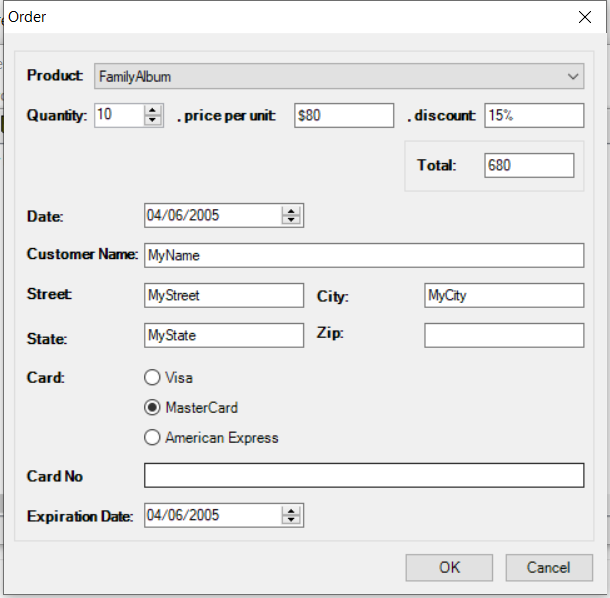 Order
Product: FamilyAlbum
Quantity: 10 . price per unit: $80 . discount: 15%
Total: 680
Date: 04/06/2005
Customer Name: MyName
Street: MyStreet City: MyCity
State: MyState Zip:
Card: Visa
MasterCard
American Express
Card No
Expiration Date: 04/06/2005
OK Cancel